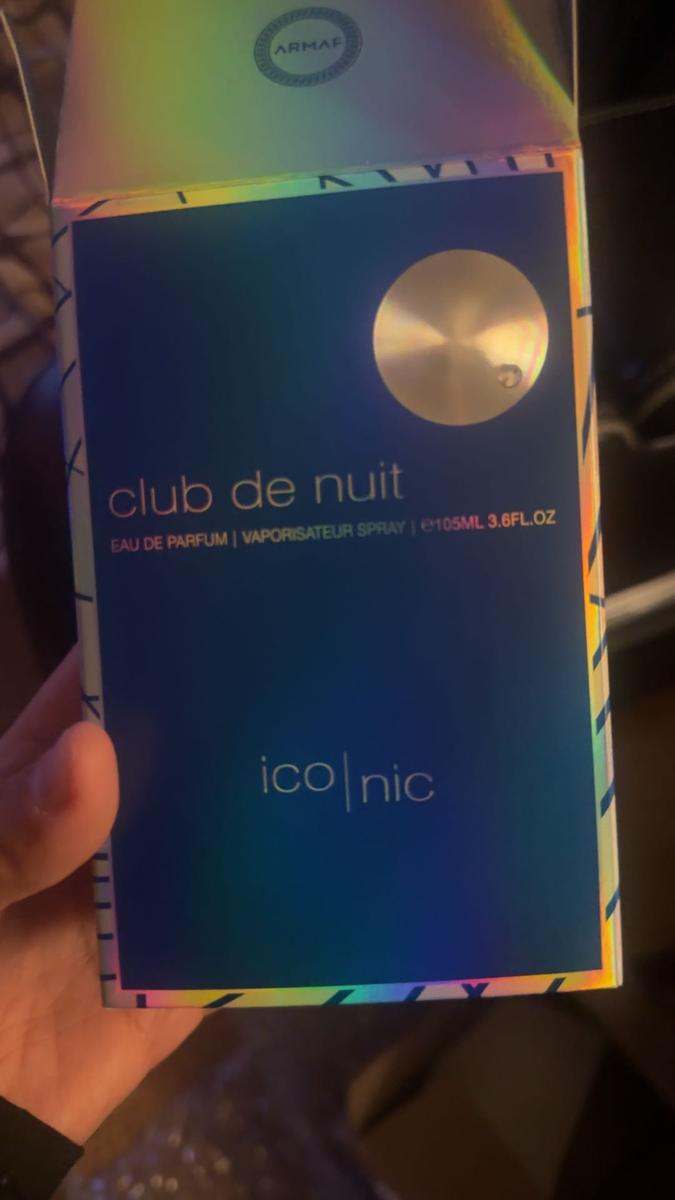 ARMAF
club de nuit
EAU DE PARFUM | VAPORISATEUR SPRAY | ℮105ML 3.6FL.OZ
ico|nic